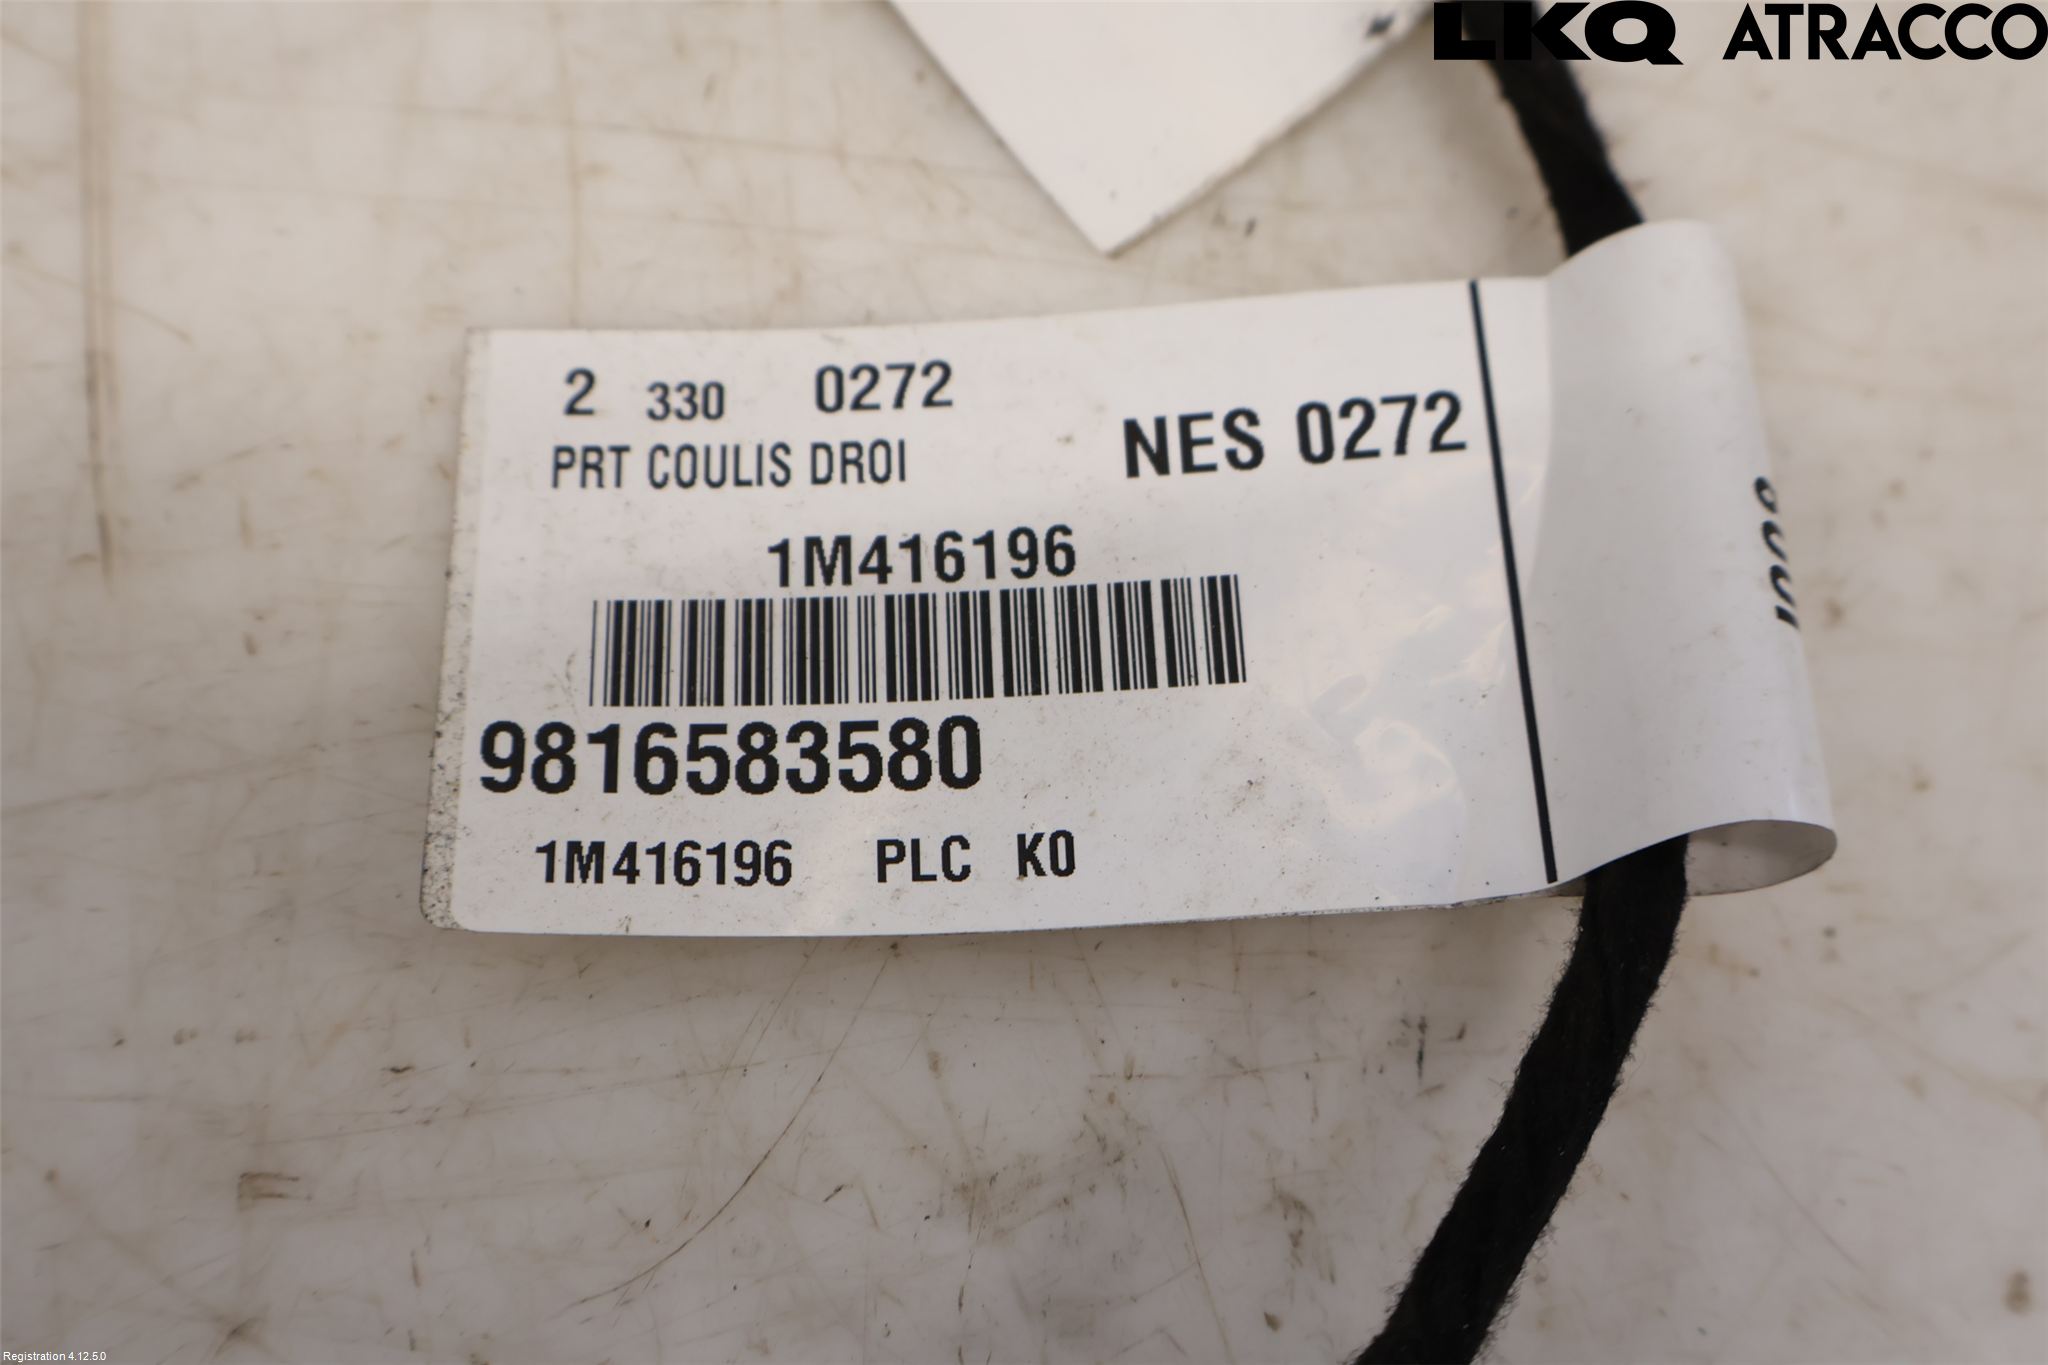 LKQ ATRACCO
2 330 0272
PRT COULIS DROI
NES 0272
1M416196
9816583580
1M416196 PLC K0
Registration 4.12.5.0